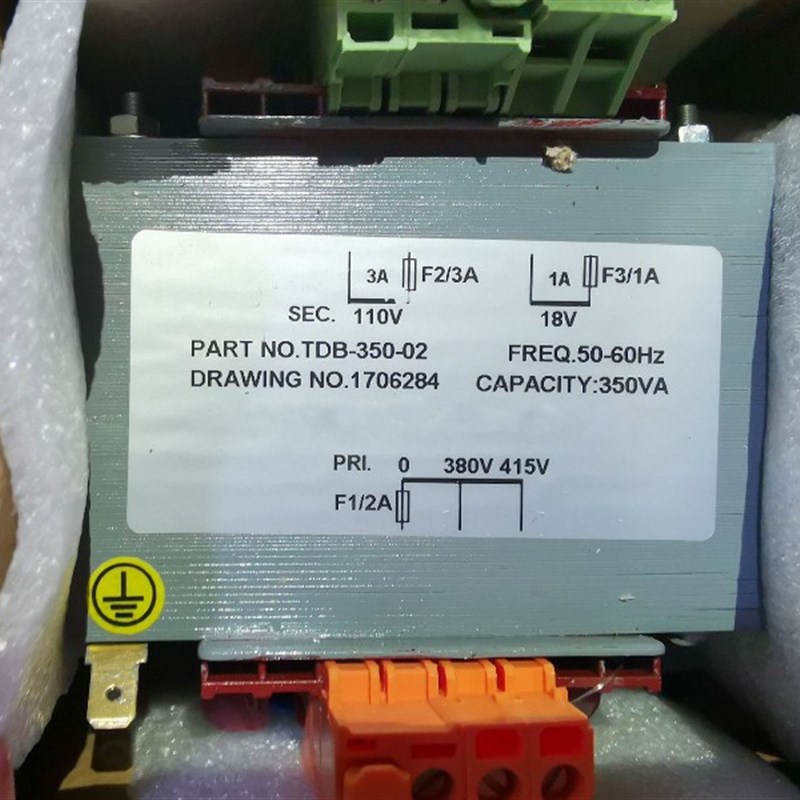 3A F2/3A 1A F3/1A
SEC. 110V 18V
PART NO.TDB-350-02 FREQ.50-60Hz
DRAWING NO.1706284 CAPACITY:350VA
PRI. 0 380V 415V
F1/2A